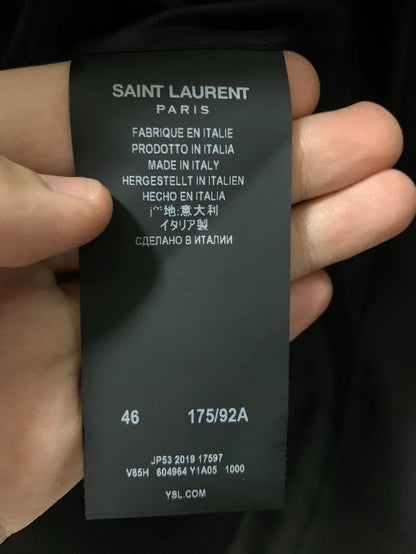 SAINT LAURENT
PARIS
FABRIQUE EN ITALIE
PRODOTTO IN ITALIA
MADE IN ITALY
HERGESTELLT IN ITALIEN
HECHO EN ITALIA
地:意大利
イタリア製
СДЕЛАНО В ИТАЛИИ
46 175/92A
JP53 2019 17597
V85H 604964 Y1A05 1000
YSL.COM